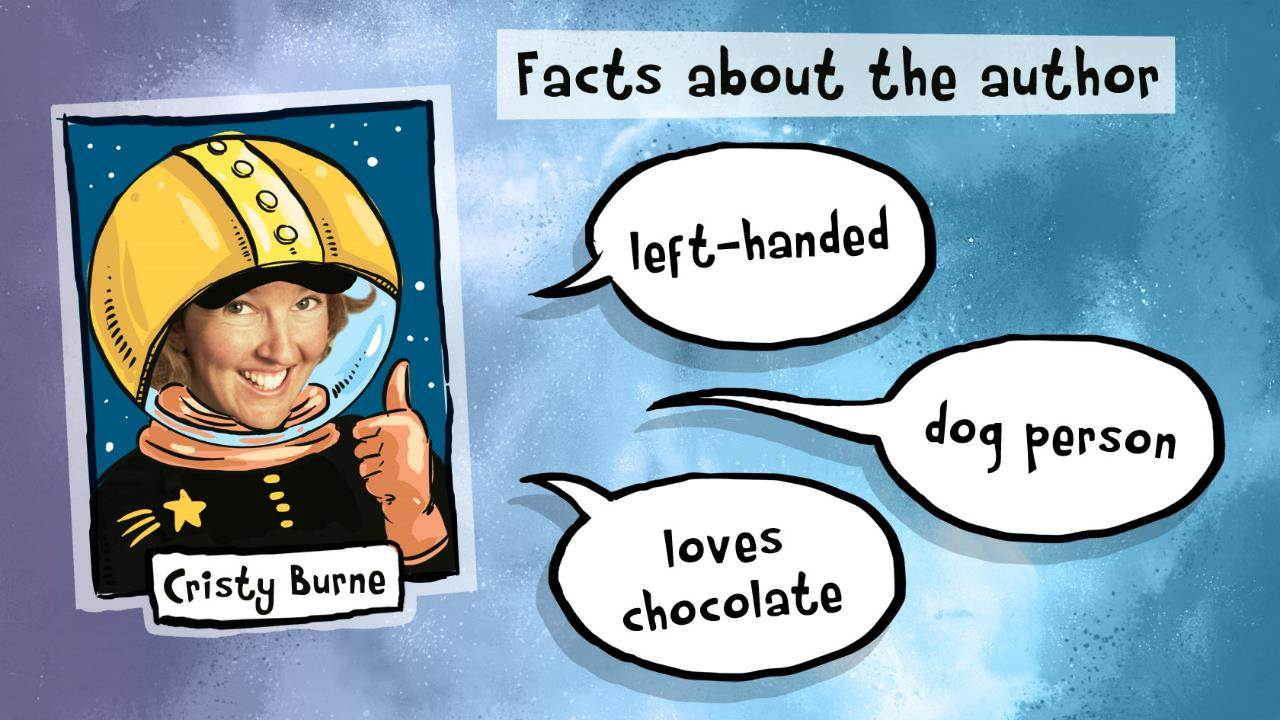 Facts about the author
left-handed
dog person
loves
chocolate
Cristy Burne